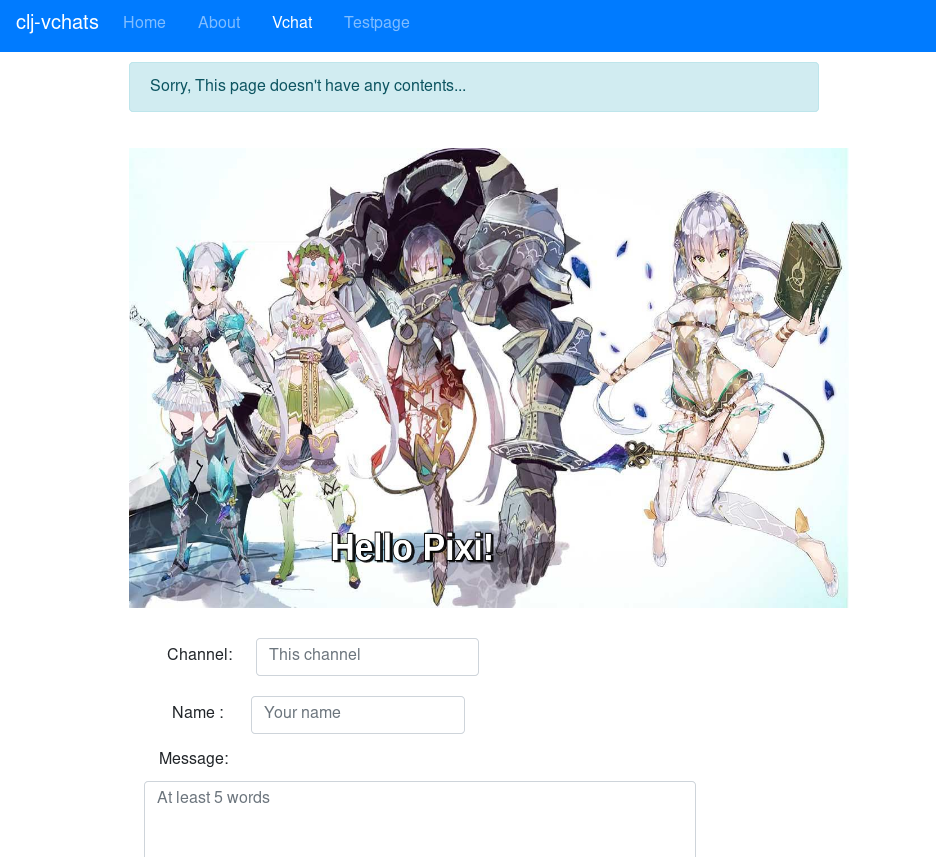 clj-vchats Home About Vchat Testpage
Sorry, This page doesn't have any contents...
Hello Pixi!
Channel: This channel
Name : Your name
Message:
At least 5 words